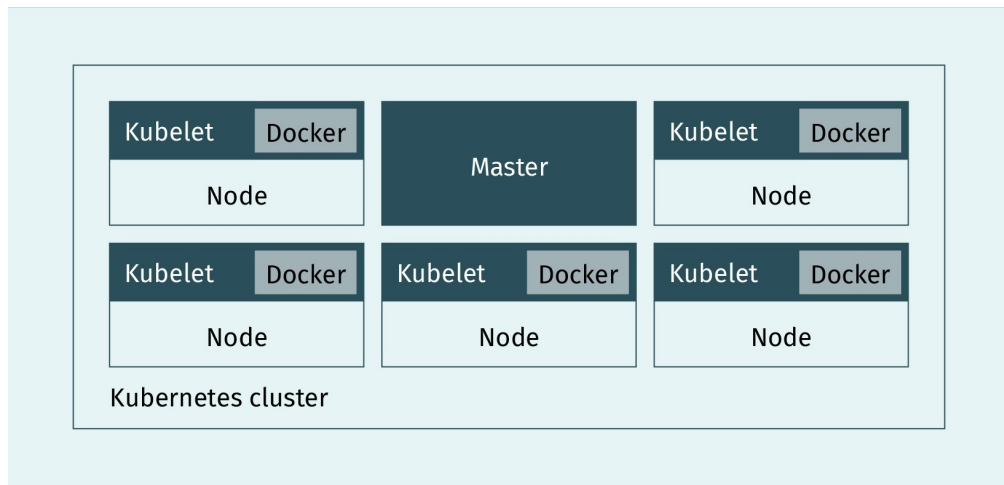 Kubelet Docker
Node
Master
Kubelet Docker
Node
Kubelet Docker
Node
Kubelet Docker
Node
Kubelet Docker
Node
Kubernetes cluster